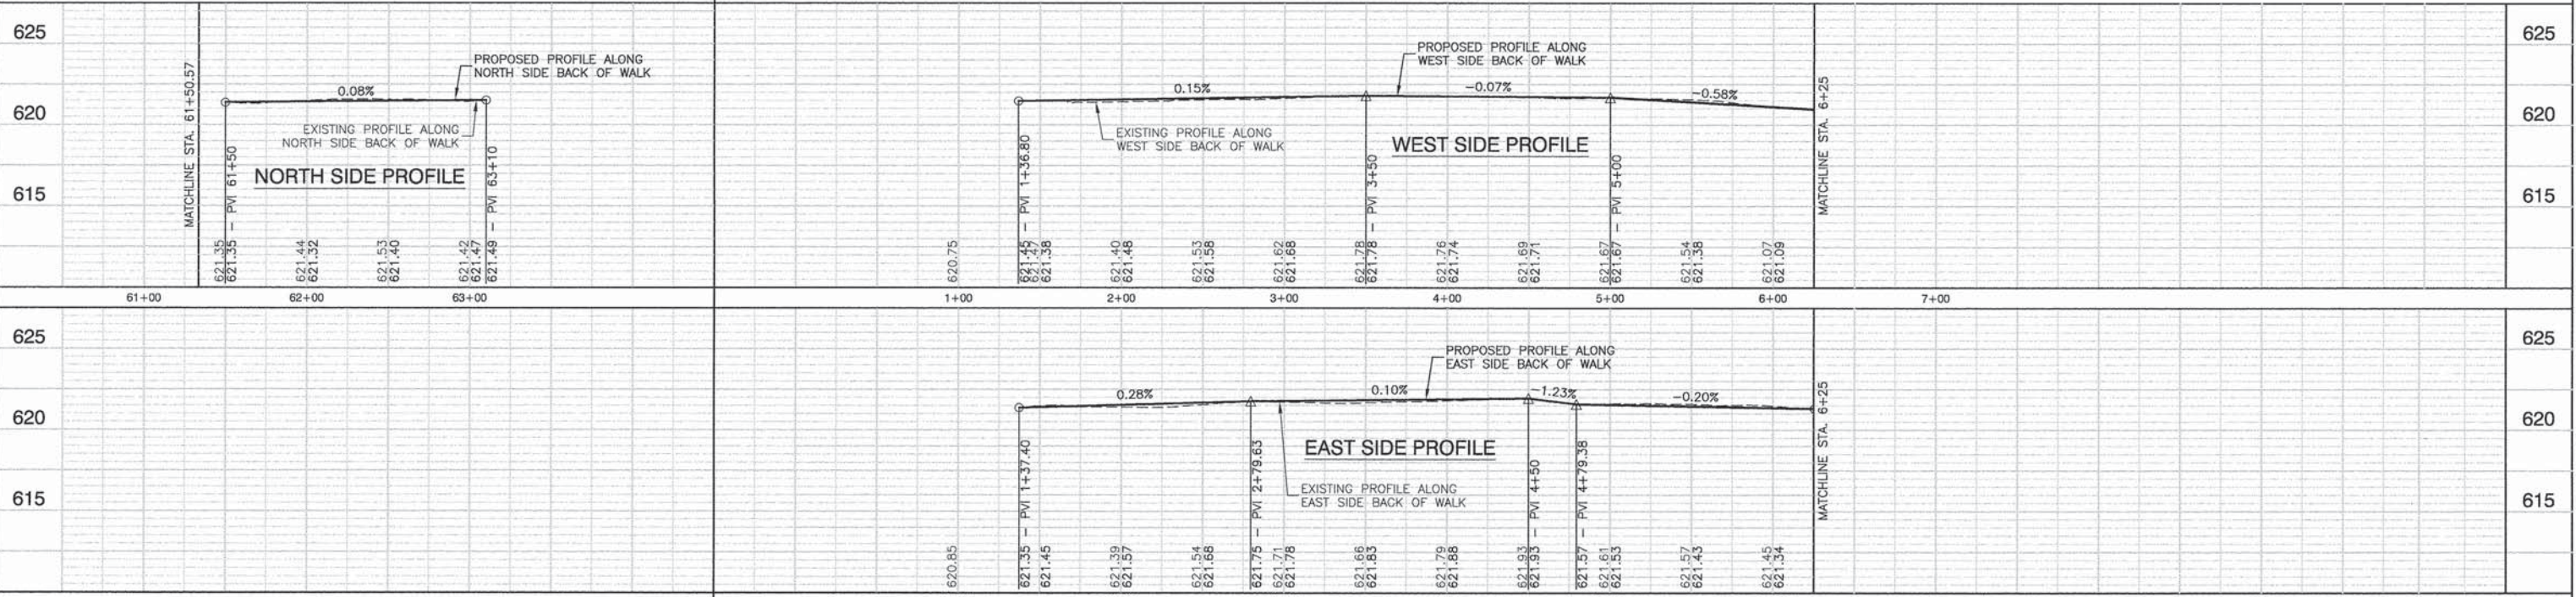 625
620
615
MATCHLINE STA. 61+50.57
0.08%
PROPOSED PROFILE ALONG
NORTH SIDE BACK OF WALK
EXISTING PROFILE ALONG
NORTH SIDE BACK OF WALK
NORTH SIDE PROFILE
621.35 - PVI 61+50
621.49 - PVI 63+10
621.35
621.44
621.32
621.53
621.40
621.42
621.47
61+00
62+00
63+00
0.15%
PROPOSED PROFILE ALONG
WEST SIDE BACK OF WALK
-0.07%
-0.58%
EXISTING PROFILE ALONG
WEST SIDE BACK OF WALK
WEST SIDE PROFILE
PVI 1+36.80
621.78 - PVI 3+50
621.67 - PVI 5+00
MATCHLINE STA. 6+25
620.75
621.38
621.40
621.48
621.53
621.58
621.62
621.68
621.78
621.76
621.74
621.69
621.71
621.67
621.54
621.38
621.07
621.09
1+00
2+00
3+00
4+00
5+00
6+00
7+00
625
620
615
625
620
615
0.28%
0.10%
PROPOSED PROFILE ALONG
EAST SIDE BACK OF WALK
-1.23%
-0.20%
EAST SIDE PROFILE
EXISTING PROFILE ALONG
EAST SIDE BACK OF WALK
621.35 - PVI 1+37.40
621.75 - PVI 2+79.63
621.93 - PVI 4+50
621.57 - PVI 4+79.38
MATCHLINE STA. 6+25
620.85
621.45
621.39
621.57
621.54
621.68
621.71
621.78
621.66
621.83
621.79
621.88
621.93
621.61
621.53
621.57
621.43
621.45
621.34
625
620
615